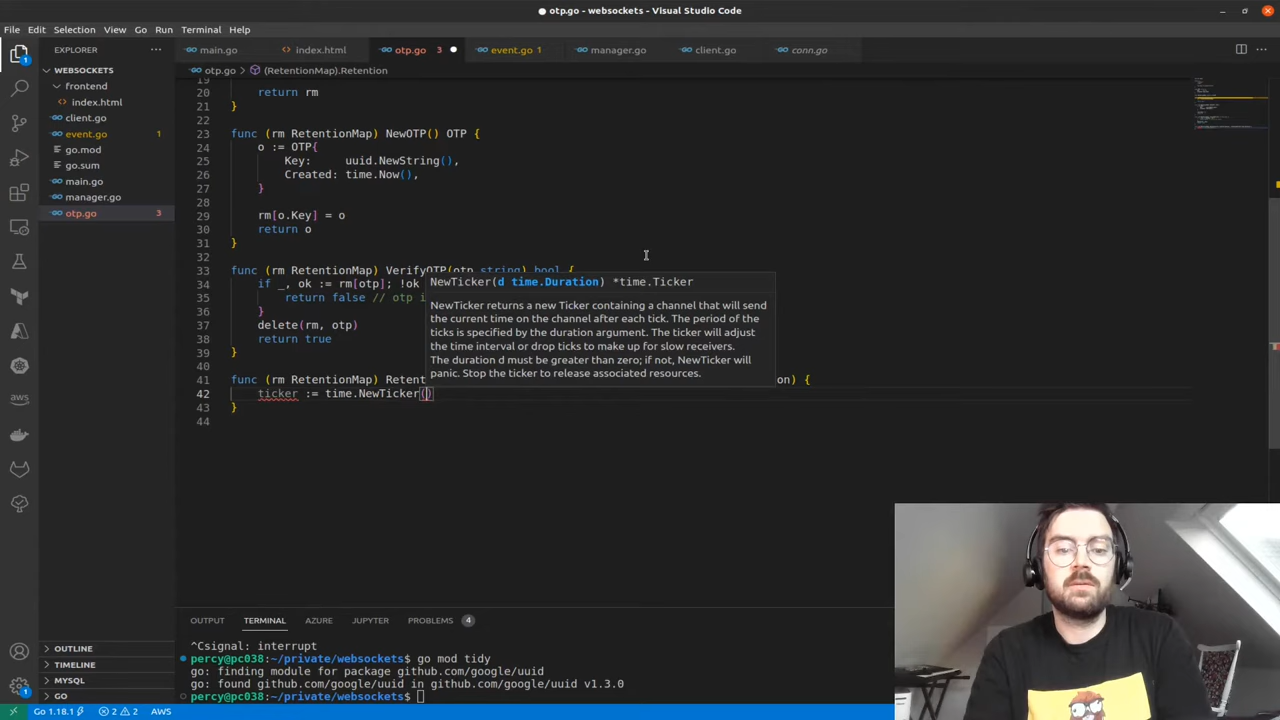 otp.go - websockets - Visual Studio Code
File Edit Selection View Go Run Terminal Help
EXPLORER
WEBSOCKETS
frontend
index.html
client.go
event.go 1
go.mod
go.sum
main.go
manager.go
otp.go 3
OUTLINE
TIMELINE
MYSQL
GO
main.go index.html otp.go 3 event.go 1 manager.go client.go conn.go
otp.go > (RetentionMap).Retention
19
20 return rm
21 }
22
23 func (rm RetentionMap) NewOTP() OTP {
24 o := OTP{
25 Key: uuid.NewString(),
26 Created: time.Now(),
27 }
28
29 rm[o.Key] = o
30 return o
31 }
32
33 func (rm RetentionMap) VerifyOTP(otp string) bool {
34 if _, ok := rm[otp]; !ok
35 return false // otp i
36 }
37 delete(rm, otp)
38 return true
39 }
40
41 func (rm RetentionMap) Retent on) {
42 ticker := time.NewTicker()
43 }
44
NewTicker(d time.Duration) *time.Ticker
NewTicker returns a new Ticker containing a channel that will send
the current time on the channel after each tick. The period of the
ticks is specified by the duration argument. The ticker will adjust
the time interval or drop ticks to make up for slow receivers.
The duration d must be greater than zero; if not, NewTicker will
panic. Stop the ticker to release associated resources.
OUTPUT TERMINAL AZURE JUPYTER PROBLEMS 4
^Csignal: interrupt
percy@pc038:~/private/websockets$ go mod tidy
go: finding module for package github.com/google/uuid
go: found github.com/google/uuid in github.com/google/uuid v1.3.0
percy@pc038:~/private/websockets$
Go 1.18.1 2 2 AWS
aws
1
1